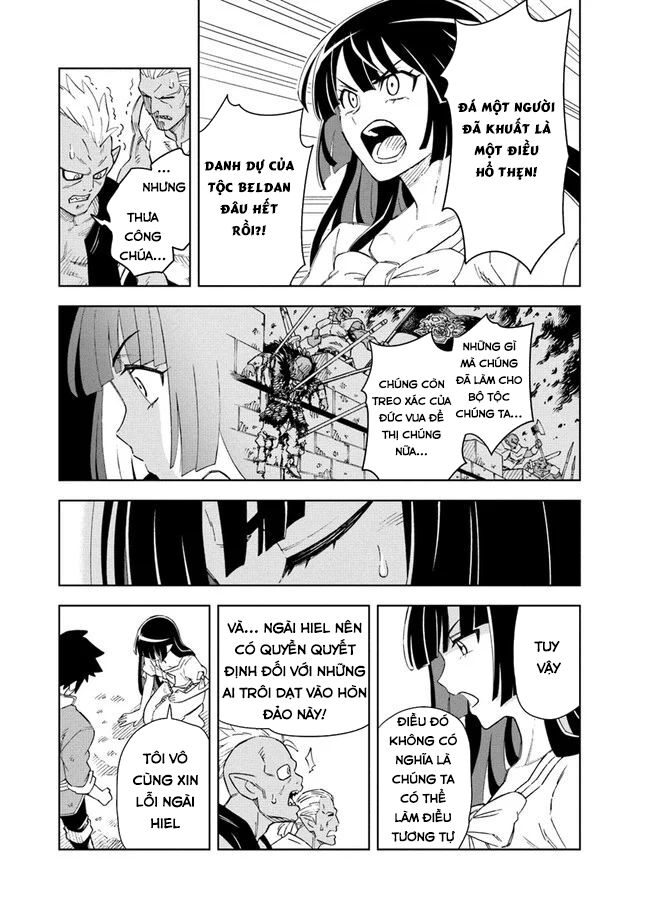 ĐÁ MỘT NGƯỜI
ĐÃ KHUẤT LÀ
MỘT ĐIỀU
HỔ THẸN!
DANH DỰ CỦA
TỘC BELDAN
ĐÂU HẾT
RỒI?!
...
NHƯNG
THƯA
CÔNG
CHÚA...
NHỮNG GÌ
MÀ CHÚNG
ĐÃ LÀM CHO
BỘ TỘC
CHÚNG TA...
CHÚNG CÒN
TREO XÁC CỦA
ĐỨC VUA ĐỂ
THỊ CHÚNG
NỮA...
TUY
VẬY
ĐIỀU ĐÓ
KHÔNG CÓ
NGHĨA LÀ
CHÚNG TA
CÓ THỂ
LÀM ĐIỀU
TƯƠNG TỰ
VÀ... NGÀI HIEL NÊN
CÓ QUYỀN QUYẾT
ĐỊNH ĐỐI VỚI NHỮNG
AI TRÔI DẠT VÀO HÒN
ĐẢO NÀY!
TÔI VÔ
CÙNG XIN
LỖI NGÀI
HIEL